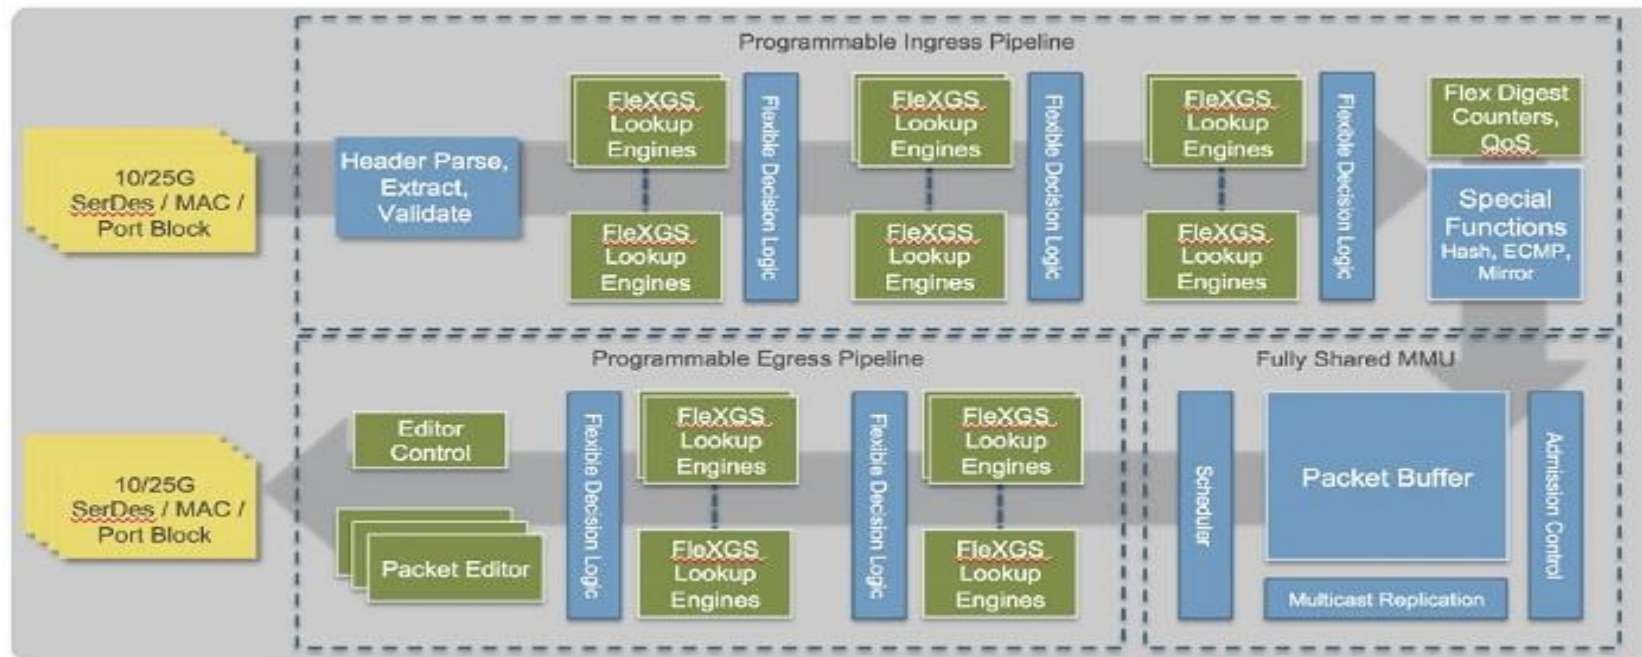 Programmable Ingress Pipeline
10/25G
SerDes / MAC /
Port Block
Header Parse,
Extract,
Validate
FleXGS
Lookup
Engines
FleXGS
Lookup
Engines
Flexible Decision Logic
FleXGS
Lookup
Engines
FleXGS
Lookup
Engines
Flexible Decision Logic
FleXGS
Lookup
Engines
FleXGS
Lookup
Engines
Flexible Decision Logic
Flex Digest
Counters,
QoS
Special
Functions
Hash, ECMP,
Mirror
Programmable Egress Pipeline
10/25G
SerDes / MAC /
Port Block
Editor
Control
Packet Editor
Flexible Decision Logic
FleXGS
Lookup
Engines
FleXGS
Lookup
Engines
Flexible Decision Logic
FleXGS
Lookup
Engines
FleXGS
Lookup
Engines
Fully Shared MMU
Scheduler
Packet Buffer
Multicast Replication
Admission Control